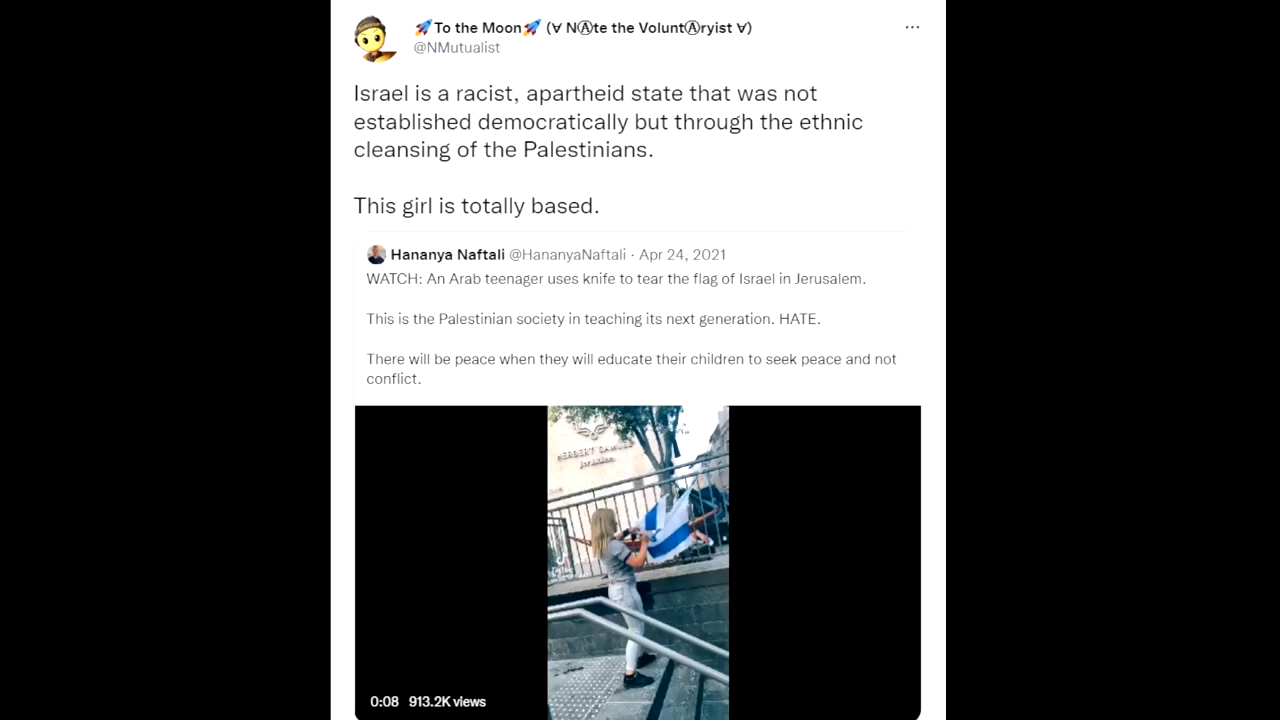 🚀To the Moon🚀 (∀ NⒶte the VoluntⒶryist ∀)
@NMutualist
Israel is a racist, apartheid state that was not
established democratically but through the ethnic
cleansing of the Palestinians.
This girl is totally based.
Hananya Naftali @HananyaNaftali · Apr 24, 2021
WATCH: An Arab teenager uses knife to tear the flag of Israel in Jerusalem.
This is the Palestinian society in teaching its next generation. HATE.
There will be peace when they will educate their children to seek peace and not
conflict.
HERBERT SAMUEL
Jerusalem
0:08 913.2K views